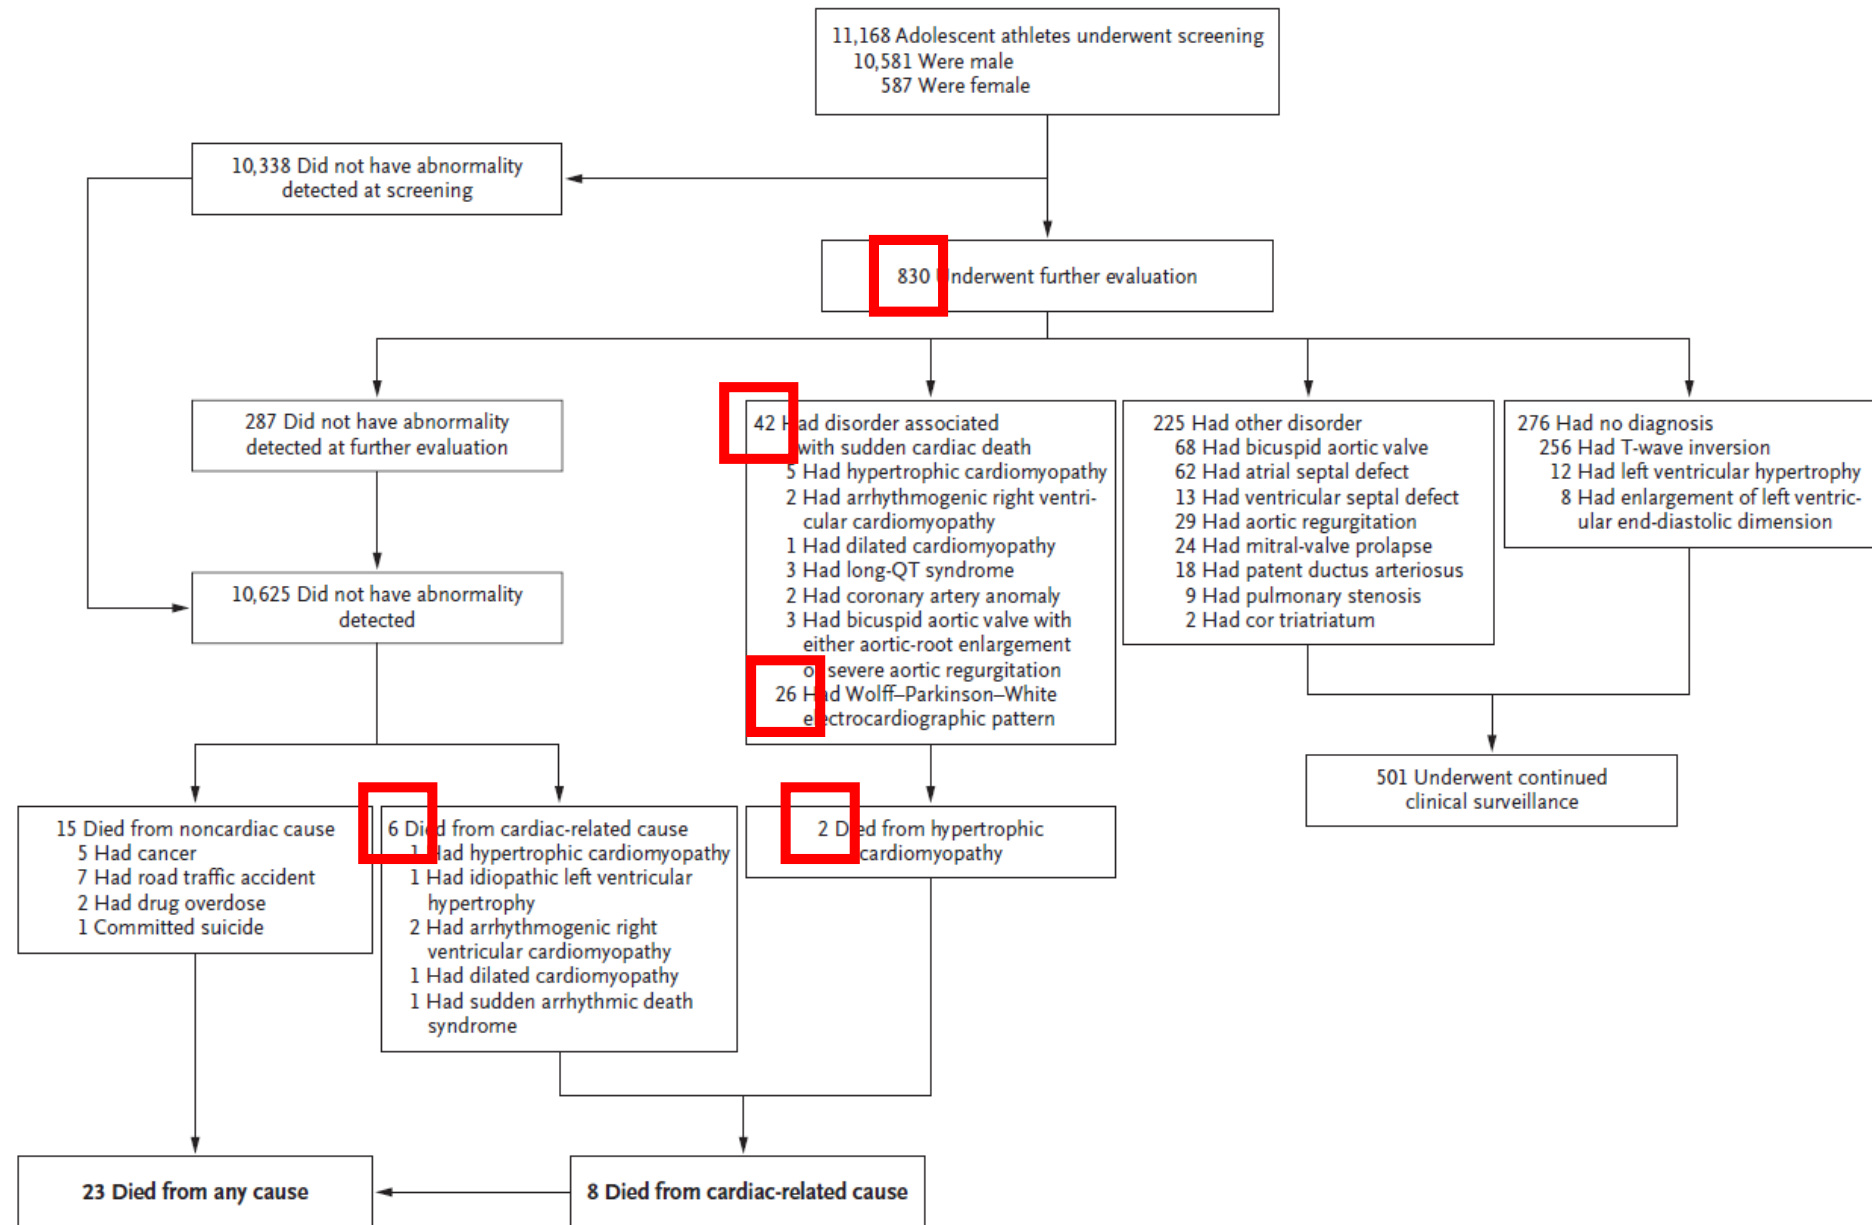 11,168 Adolescent athletes underwent screening
10,581 Were male
587 Were female
10,338 Did not have abnormality
detected at screening
830 Underwent further evaluation
287 Did not have abnormality
detected at further evaluation
42 Had disorder associated
with sudden cardiac death
5 Had hypertrophic cardiomyopathy
2 Had arrhythmogenic right ventri-
cular cardiomyopathy
1 Had dilated cardiomyopathy
3 Had long-QT syndrome
2 Had coronary artery anomaly
3 Had bicuspid aortic valve with
either aortic-root enlargement
or severe aortic regurgitation
26 Had Wolff–Parkinson–White
electrocardiographic pattern
225 Had other disorder
68 Had bicuspid aortic valve
62 Had atrial septal defect
13 Had ventricular septal defect
29 Had aortic regurgitation
24 Had mitral-valve prolapse
18 Had patent ductus arteriosus
9 Had pulmonary stenosis
2 Had cor triatriatum
276 Had no diagnosis
256 Had T-wave inversion
12 Had left ventricular hypertrophy
8 Had enlargement of left ventric-
ular end-diastolic dimension
10,625 Did not have abnormality
detected
501 Underwent continued
clinical surveillance
15 Died from noncardiac cause
5 Had cancer
7 Had road traffic accident
2 Had drug overdose
1 Committed suicide
6 Died from cardiac-related cause
1 Had hypertrophic cardiomyopathy
1 Had idiopathic left ventricular
hypertrophy
2 Had arrhythmogenic right
ventricular cardiomyopathy
1 Had dilated cardiomyopathy
1 Had sudden arrhythmic death
syndrome
2 Died from hypertrophic
cardiomyopathy
23 Died from any cause
8 Died from cardiac-related cause